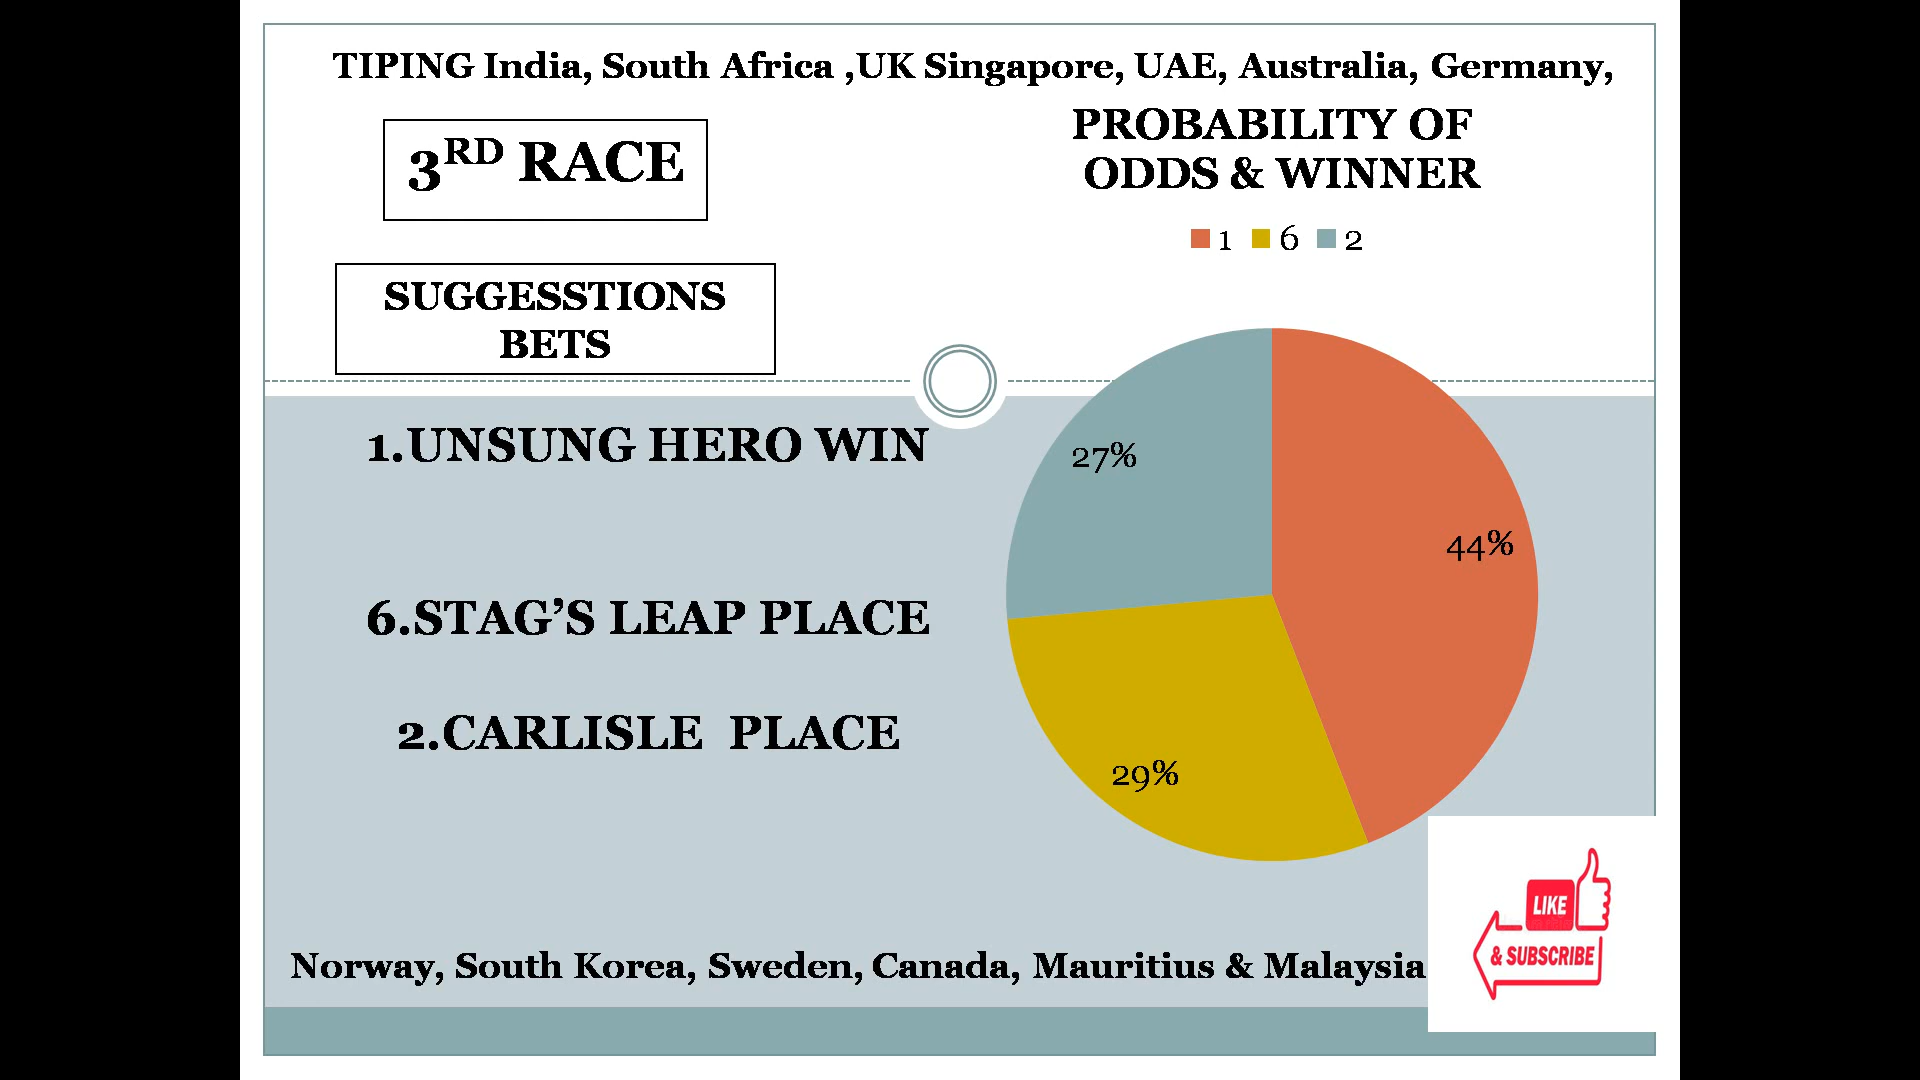 TIPING India, South Africa ,UK Singapore, UAE, Australia, Germany,
3RD RACE
SUGGESSTIONS
BETS
1.UNSUNG HERO WIN
6.STAG’S LEAP PLACE
2.CARLISLE PLACE
PROBABILITY OF
ODDS & WINNER
1 6 2
27%
44%
29%
Norway, South Korea, Sweden, Canada, Mauritius & Malaysia
LIKE
& SUBSCRIBE